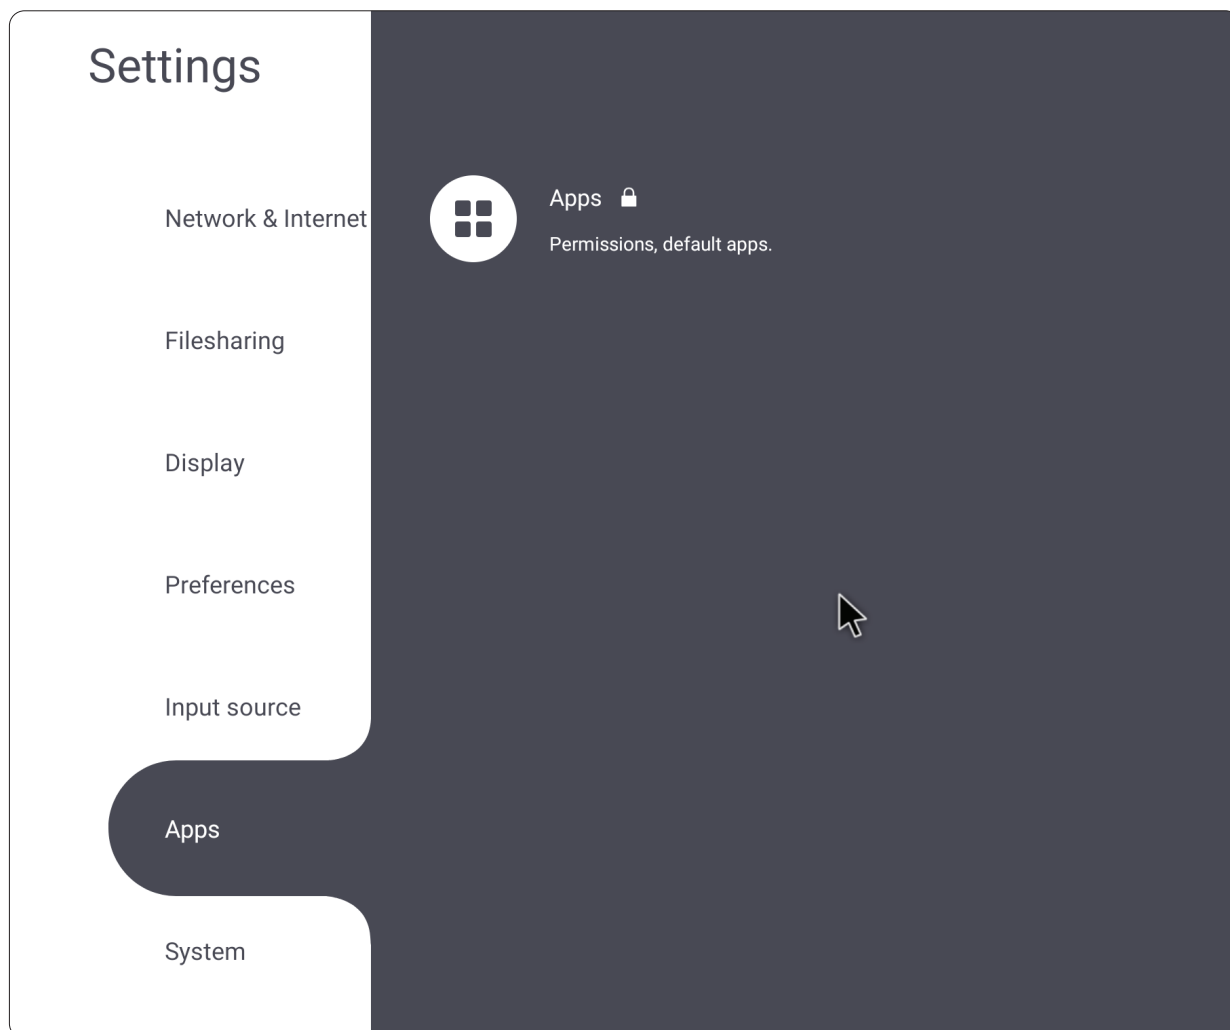 Settings
Network & Internet
Filesharing
Display
Preferences
Input source
Apps
System
Apps
Permissions, default apps.